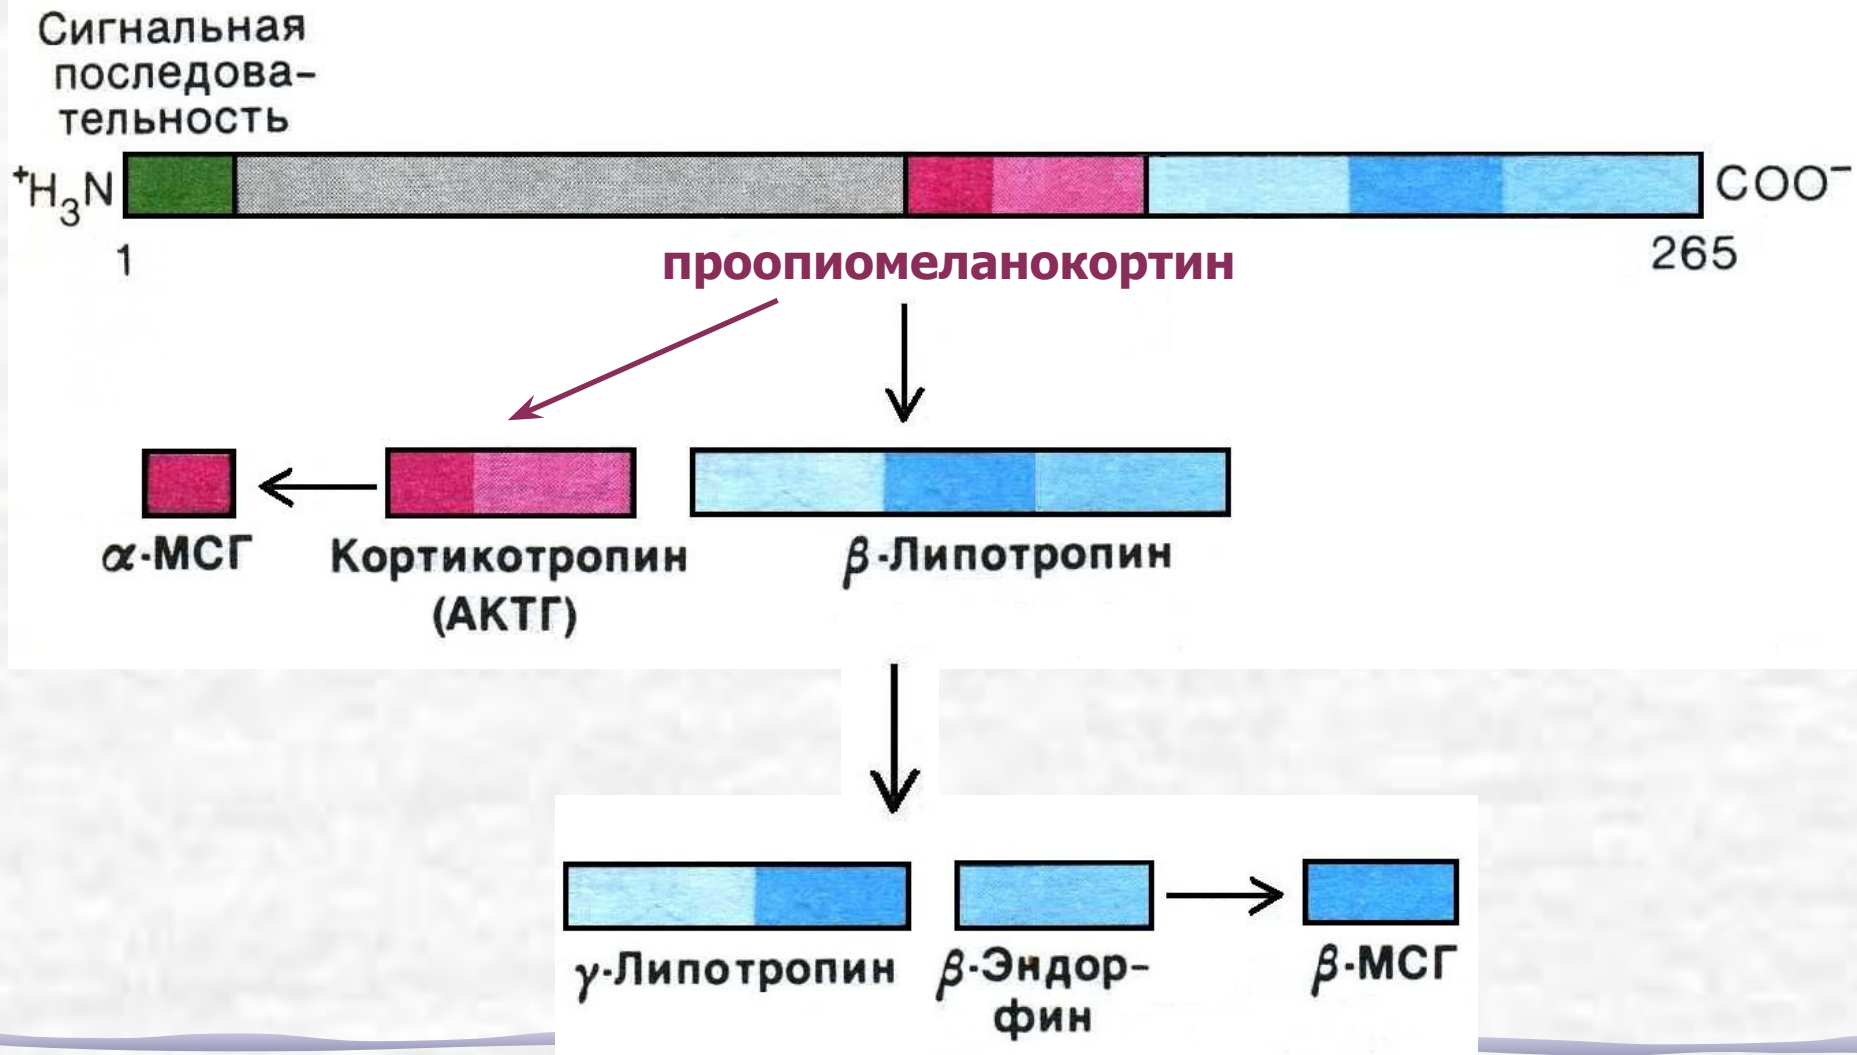 Сигнальная
последова-
тельность
⁺H₃N
COO⁻
1
265
проопиомеланокортин
α-МСГ
Кортикотропин
(АКТГ)
β-Липотропин
γ-Липотропин
β-Эндор-
фин
β-МСГ